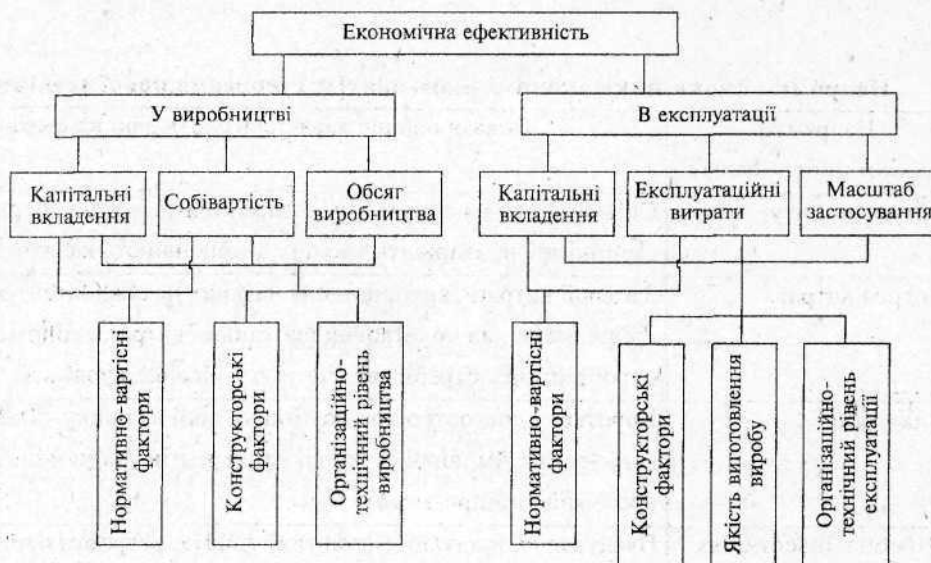 Економічна ефективність
У виробництві
В експлуатації
Капітальні
вкладення
Собівартість
Обсяг
виробництва
Капітальні
вкладення
Експлуатаційні
витрати
Масштаб
застосування
Нормативно-вартісні
фактори
Конструкторські
фактори
Організаційно-
технічний рівень
виробництва
Нормативно-вартісні
фактори
Конструкторські
фактори
Якість виготовлення
виробу
Організаційно-
технічний рівень
експлуатації